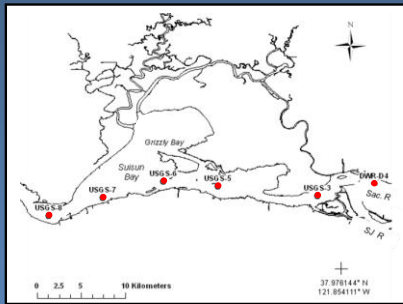 N
Grizzly Bay
Suisun
Bay
USGS-6
USGS-5
DWR-D4
USGS-7
USGS-3
Sac. R
USGS-8
SJ R
0 2.5 5 10 Kilometers
37.976144° N
121.854111° W